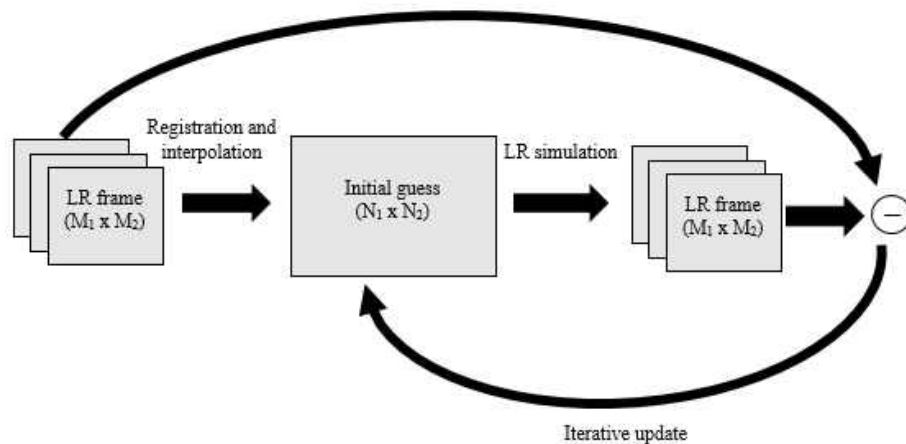 Registration and
interpolation
LR frame
(M₁ x M₂)
Initial guess
(N₁ x N₂)
LR simulation
LR frame
(M₁ x M₂)
−
Iterative update